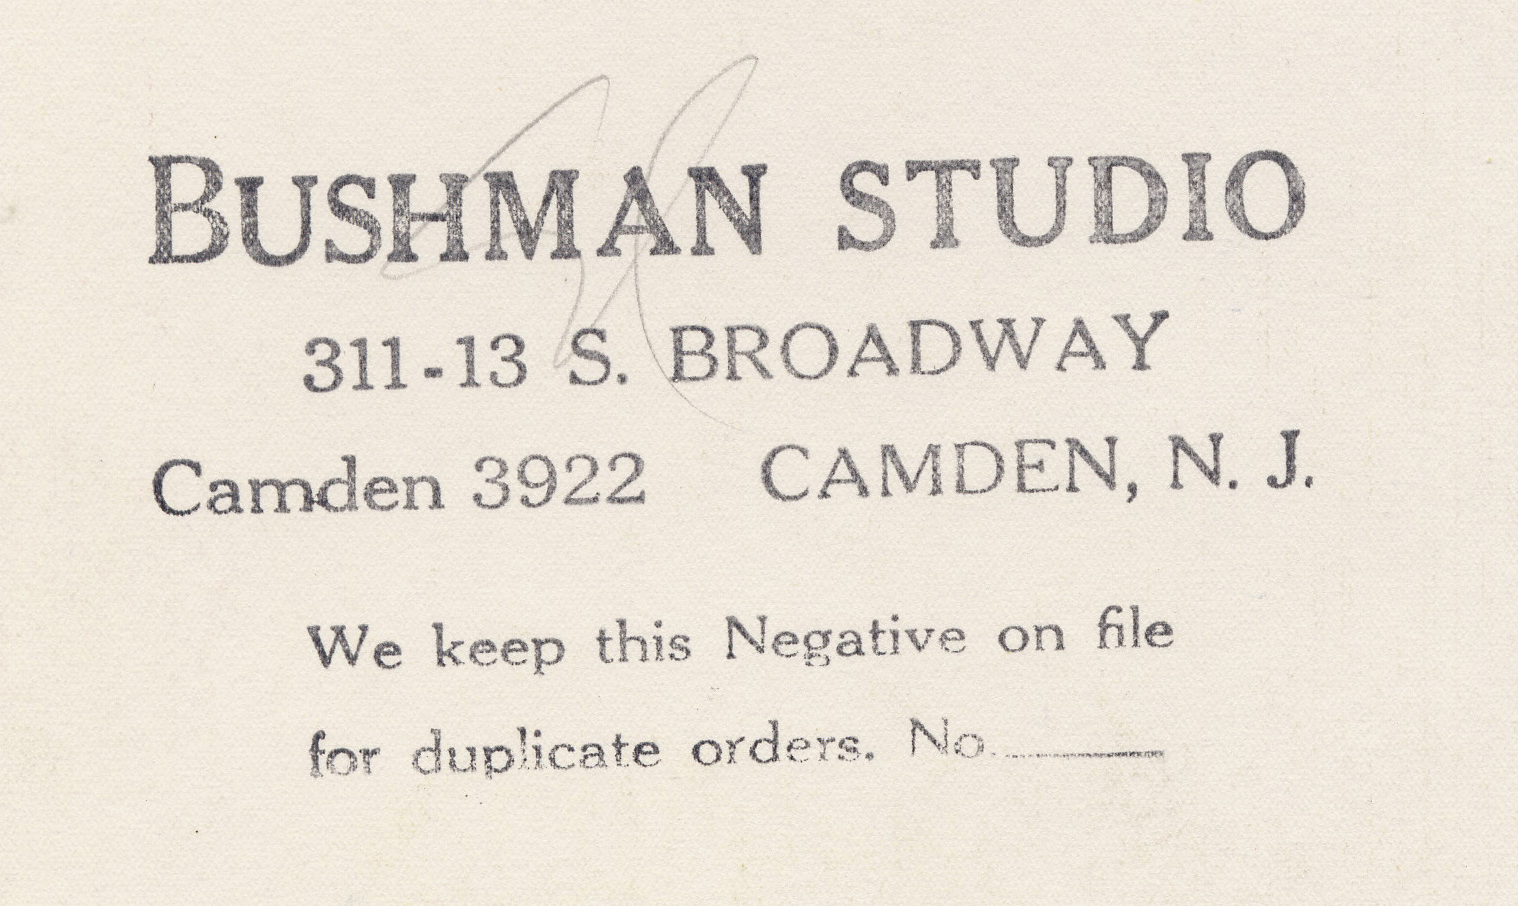 BUSHMAN STUDIO
311-13 S. BROADWAY
Camden 3922 CAMDEN, N. J.
We keep this Negative on file
for duplicate orders. No.